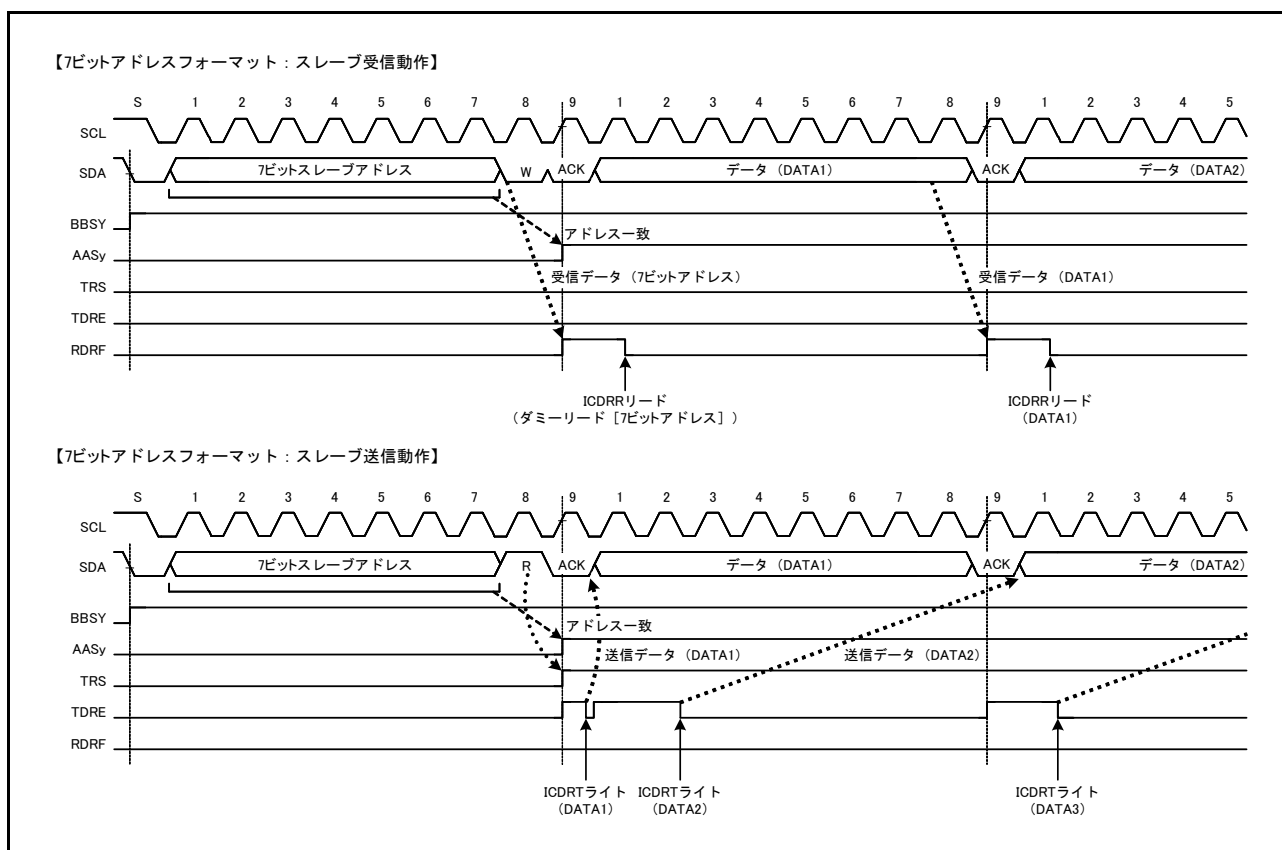 【7ビットアドレスフォーマット：スレーブ受信動作】
S 1 2 3 4 5 6 7 8 9 1 2 3 4 5 6 7 8 9 1 2 3 4 5
SCL
SDA 7ビットスレーブアドレス W ACK データ（DATA1） ACK データ（DATA2）
BBSY
アドレス一致
AASy
受信データ（7ビットアドレス） 受信データ（DATA1）
TRS
TDRE
RDRF
ICDRRリード ICDRRリード
（ダミーリード［7ビットアドレス］） （DATA1）
【7ビットアドレスフォーマット：スレーブ送信動作】
S 1 2 3 4 5 6 7 8 9 1 2 3 4 5 6 7 8 9 1 2 3 4 5
SCL
SDA 7ビットスレーブアドレス R ACK データ（DATA1） ACK データ（DATA2）
BBSY
アドレス一致
AASy
送信データ（DATA1） 送信データ（DATA2）
TRS
TDRE
RDRF
ICDRTライト ICDRTライト ICDRTライト
（DATA1） （DATA2） （DATA3）